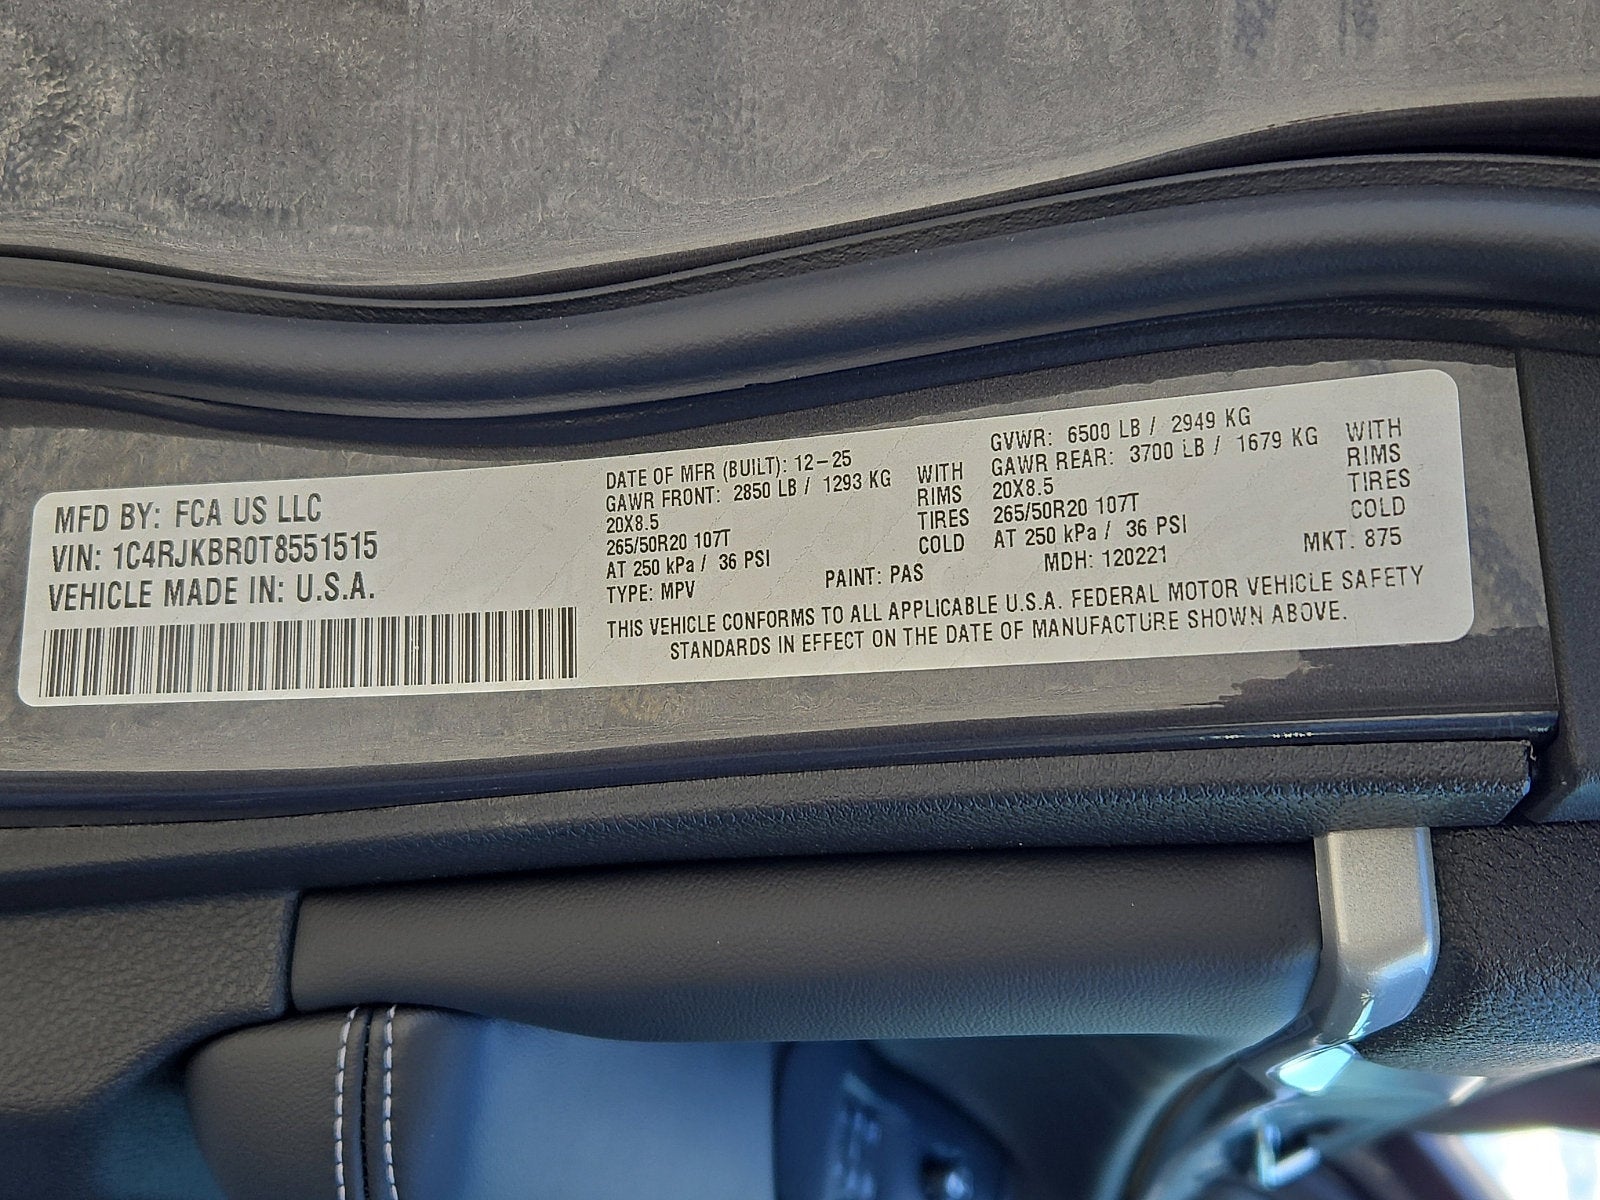 MFD BY: FCA US LLC
VIN: 1C4RJKBR0T8551515
VEHICLE MADE IN: U.S.A.
DATE OF MFR (BUILT): 12-25
GAWR FRONT: 2850 LB / 1293 KG WITH
20X8.5 RIMS
265/50R20 107T TIRES
AT 250 kPa / 36 PSI COLD
TYPE: MPV PAINT: PAS
GVWR: 6500 LB / 2949 KG
GAWR REAR: 3700 LB / 1679 KG WITH
20X8.5 RIMS
265/50R20 107T TIRES
AT 250 kPa / 36 PSI COLD
MDH: 120221 MKT: 875
THIS VEHICLE CONFORMS TO ALL APPLICABLE U.S.A. FEDERAL MOTOR VEHICLE SAFETY
STANDARDS IN EFFECT ON THE DATE OF MANUFACTURE SHOWN ABOVE.